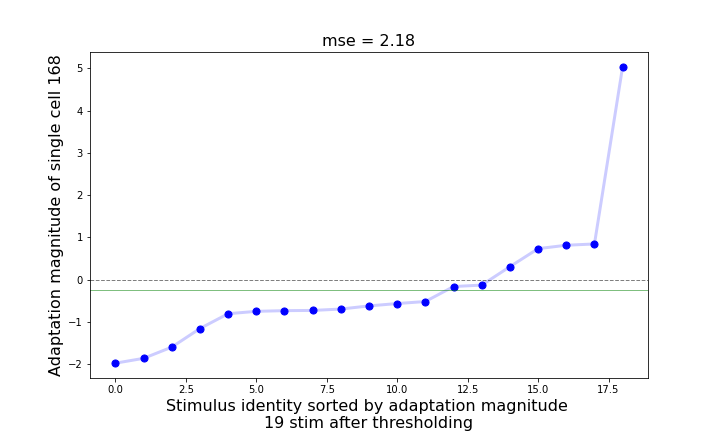 mse = 2.18
Adaptation magnitude of single cell 168
5
4
3
2
1
0
−1
−2
0.0 2.5 5.0 7.5 10.0 12.5 15.0 17.5
Stimulus identity sorted by adaptation magnitude
19 stim after thresholding